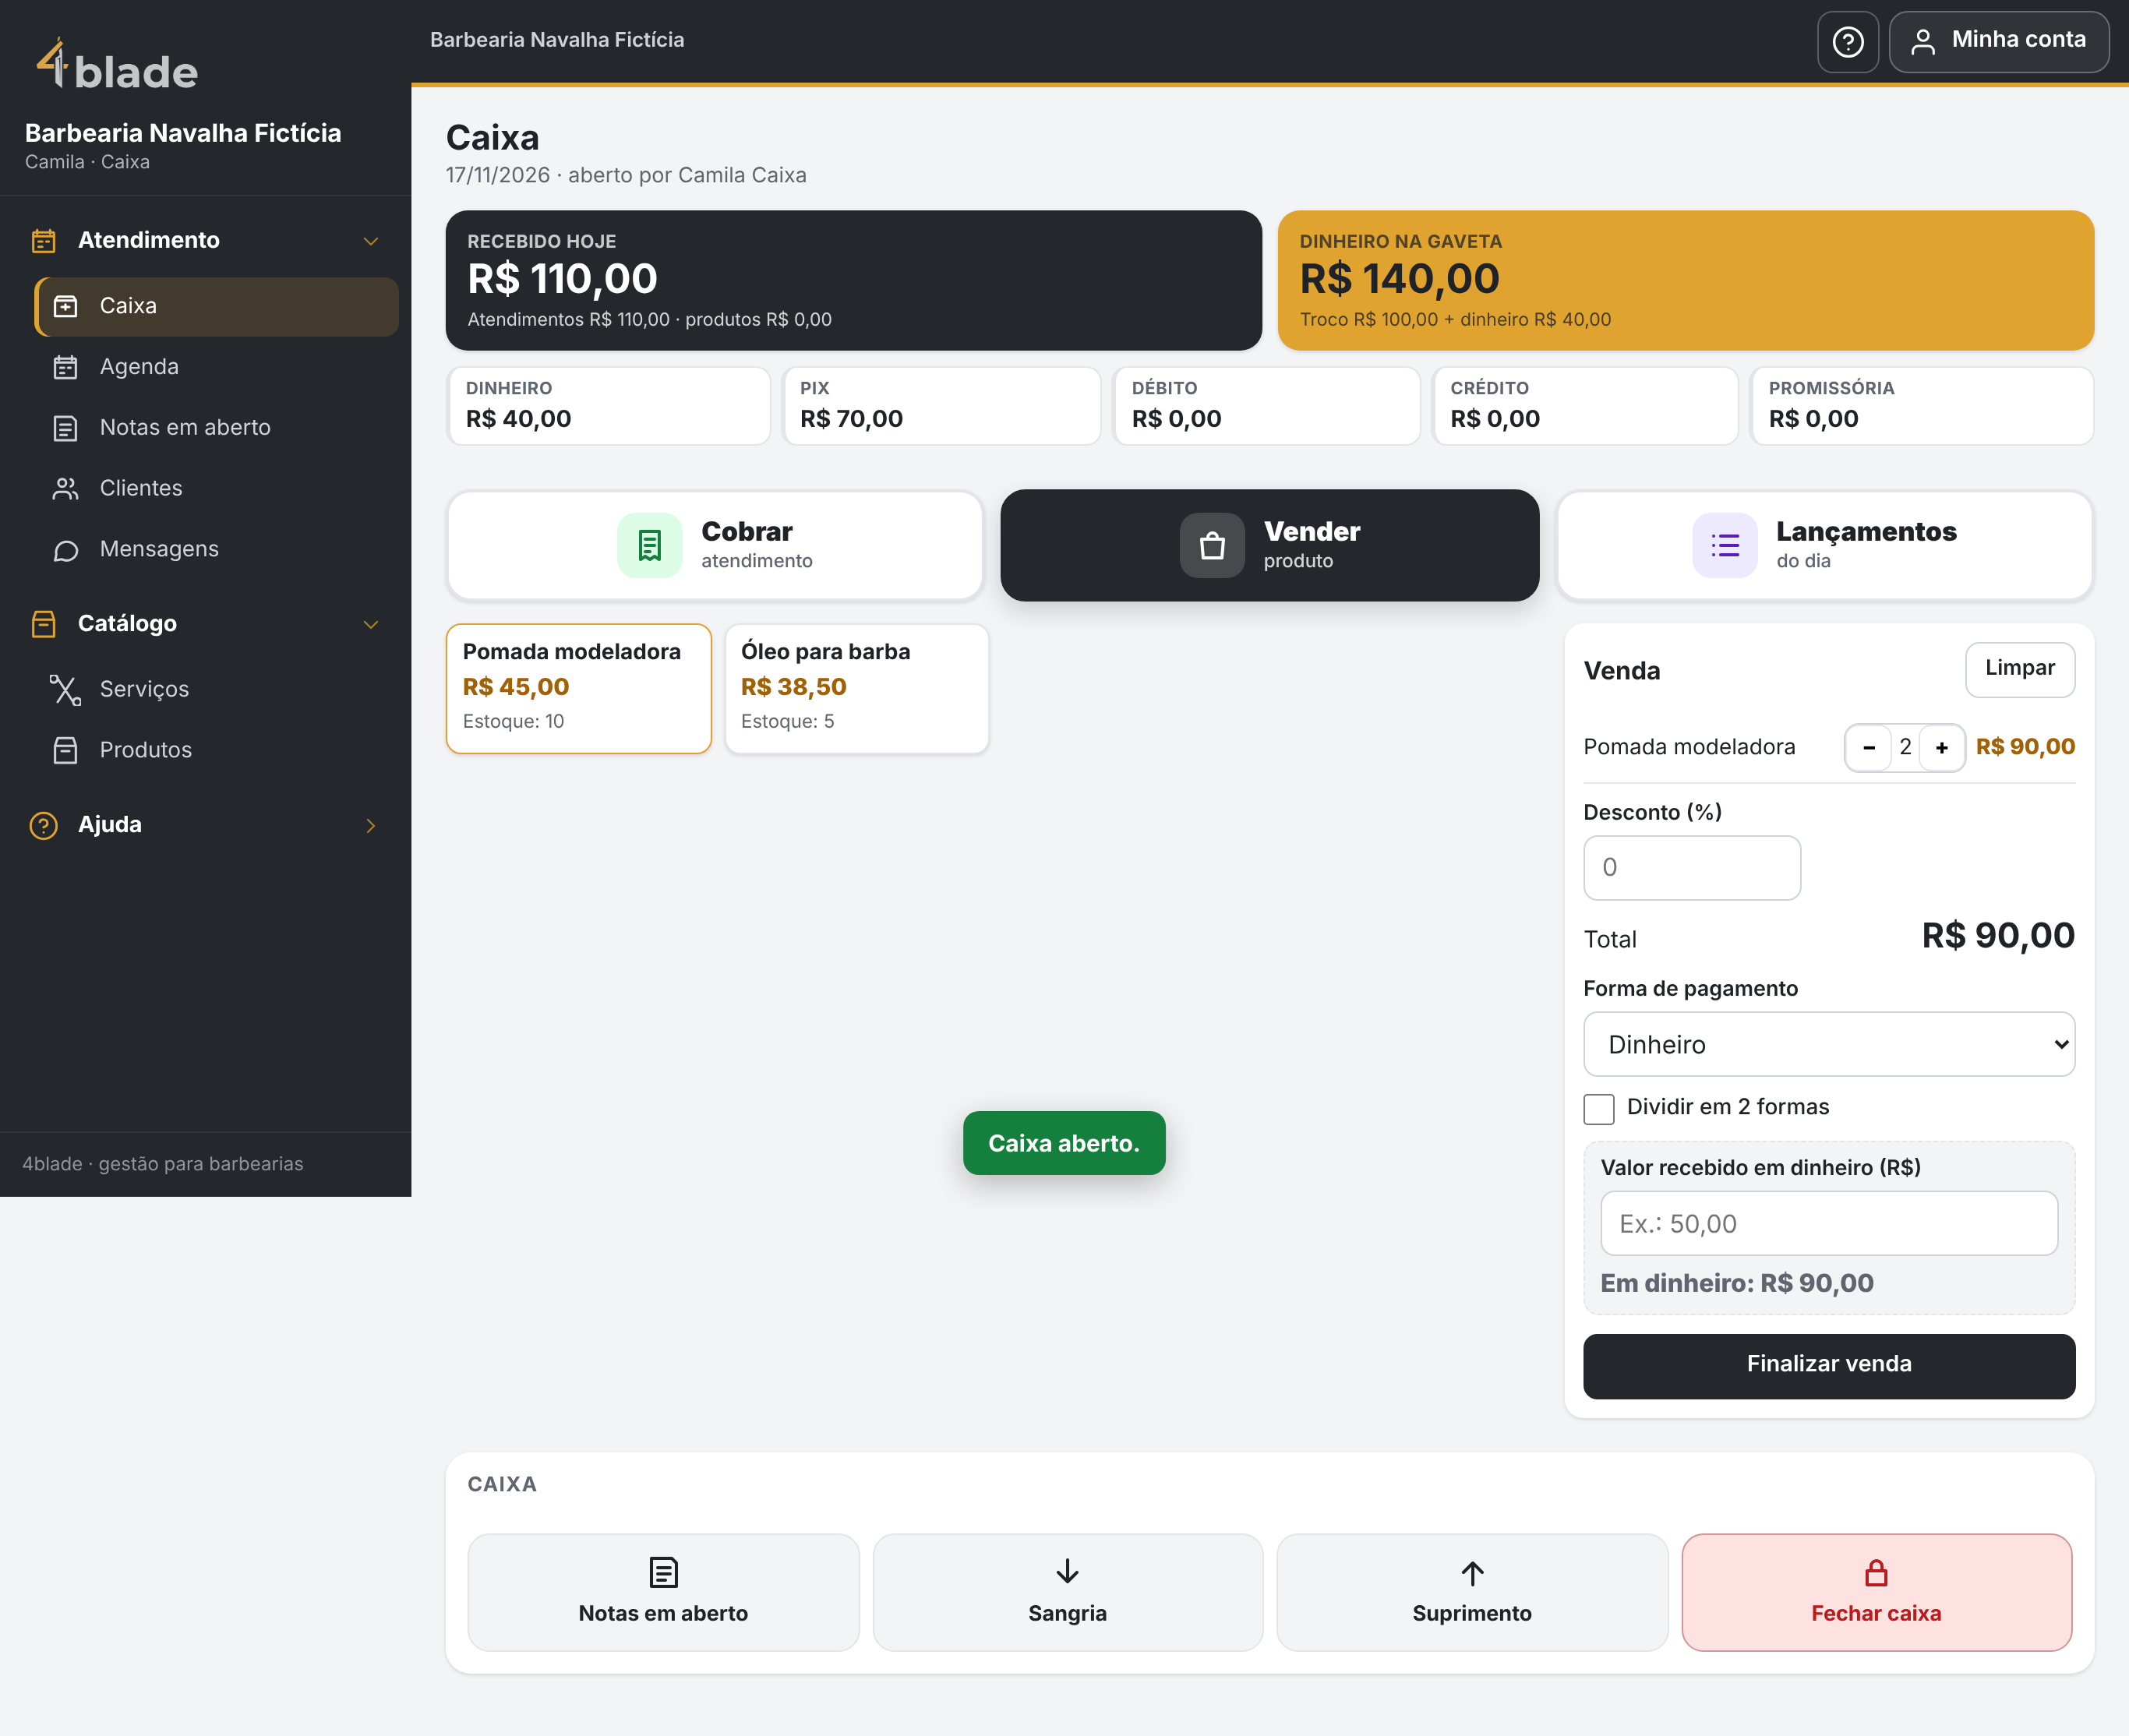 4blade
Barbearia Navalha Fictícia
Camila · Caixa
Atendimento
Caixa
Agenda
Notas em aberto
Clientes
Mensagens
Catálogo
Serviços
Produtos
Ajuda
4blade · gestão para barbearias
Barbearia Navalha Fictícia
Minha conta
Caixa
17/11/2026 · aberto por Camila Caixa
RECEBIDO HOJE
R$ 110,00
Atendimentos R$ 110,00 · produtos R$ 0,00
DINHEIRO NA GAVETA
R$ 140,00
Troco R$ 100,00 + dinheiro R$ 40,00
DINHEIRO
R$ 40,00
PIX
R$ 70,00
DÉBITO
R$ 0,00
CRÉDITO
R$ 0,00
PROMISSÓRIA
R$ 0,00
Cobrar
atendimento
Vender
produto
Lançamentos
do dia
Pomada modeladora
R$ 45,00
Estoque: 10
Óleo para barba
R$ 38,50
Estoque: 5
Venda
Limpar
Pomada modeladora
− 2 + R$ 90,00
Desconto (%)
0
Total R$ 90,00
Forma de pagamento
Dinheiro
Dividir em 2 formas
Valor recebido em dinheiro (R$)
Ex.: 50,00
Em dinheiro: R$ 90,00
Finalizar venda
Caixa aberto.
CAIXA
Notas em aberto
Sangria
Suprimento
Fechar caixa